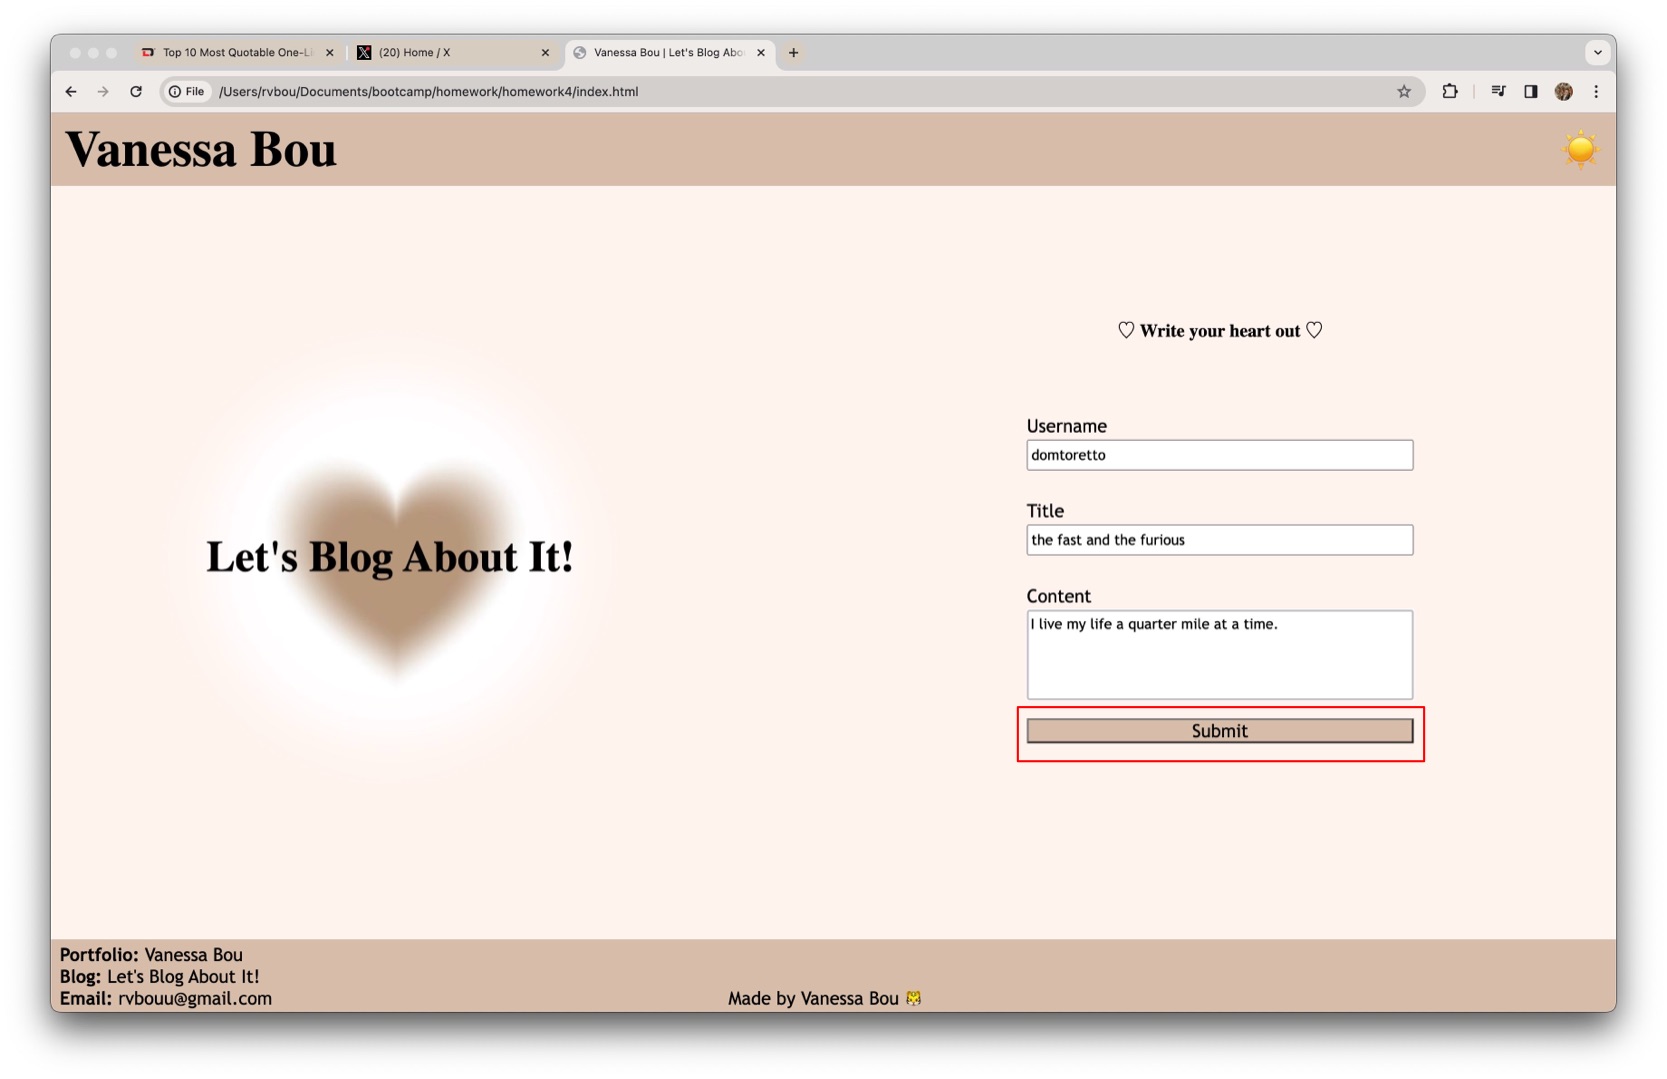 Top 10 Most Quotable One-Li
(20) Home / X
Vanessa Bou | Let's Blog Abo
File
/Users/rvbou/Documents/bootcamp/homework/homework4/index.html
Vanessa Bou
♡ Write your heart out ♡
Username
domtoretto
Title
the fast and the furious
Content
I live my life a quarter mile at a time.
Submit
Let's Blog About It!
Portfolio: Vanessa Bou
Blog: Let's Blog About It!
Email: rvbouu@gmail.com
Made by Vanessa Bou 🐯